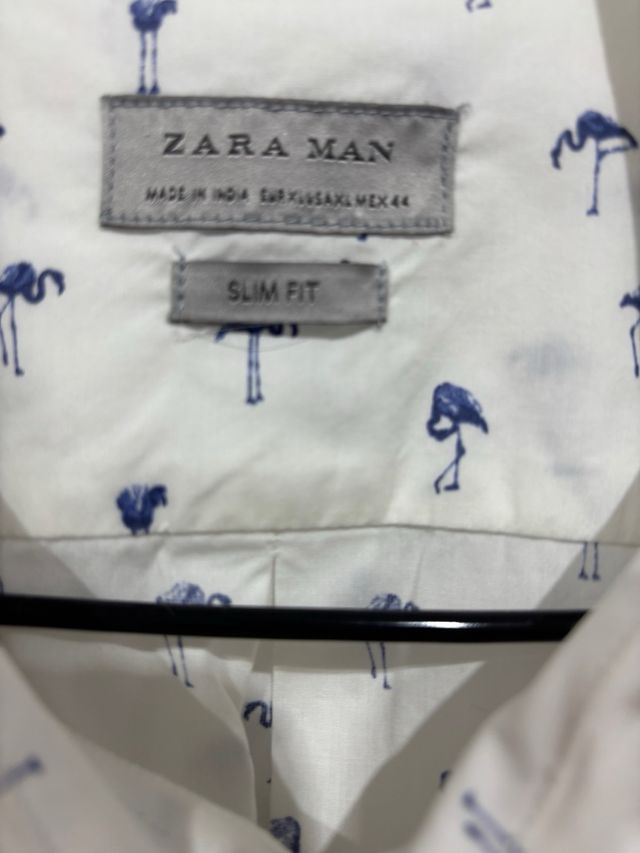 ZARA MAN
MADE IN INDIA EUR XL USA XL MEX 44
SLIM FIT